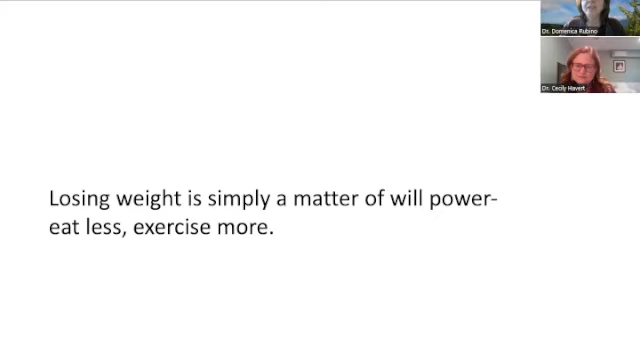 Dr. Domenica Rubino
Dr. Cecily Havert
Losing weight is simply a matter of will power-
eat less, exercise more.